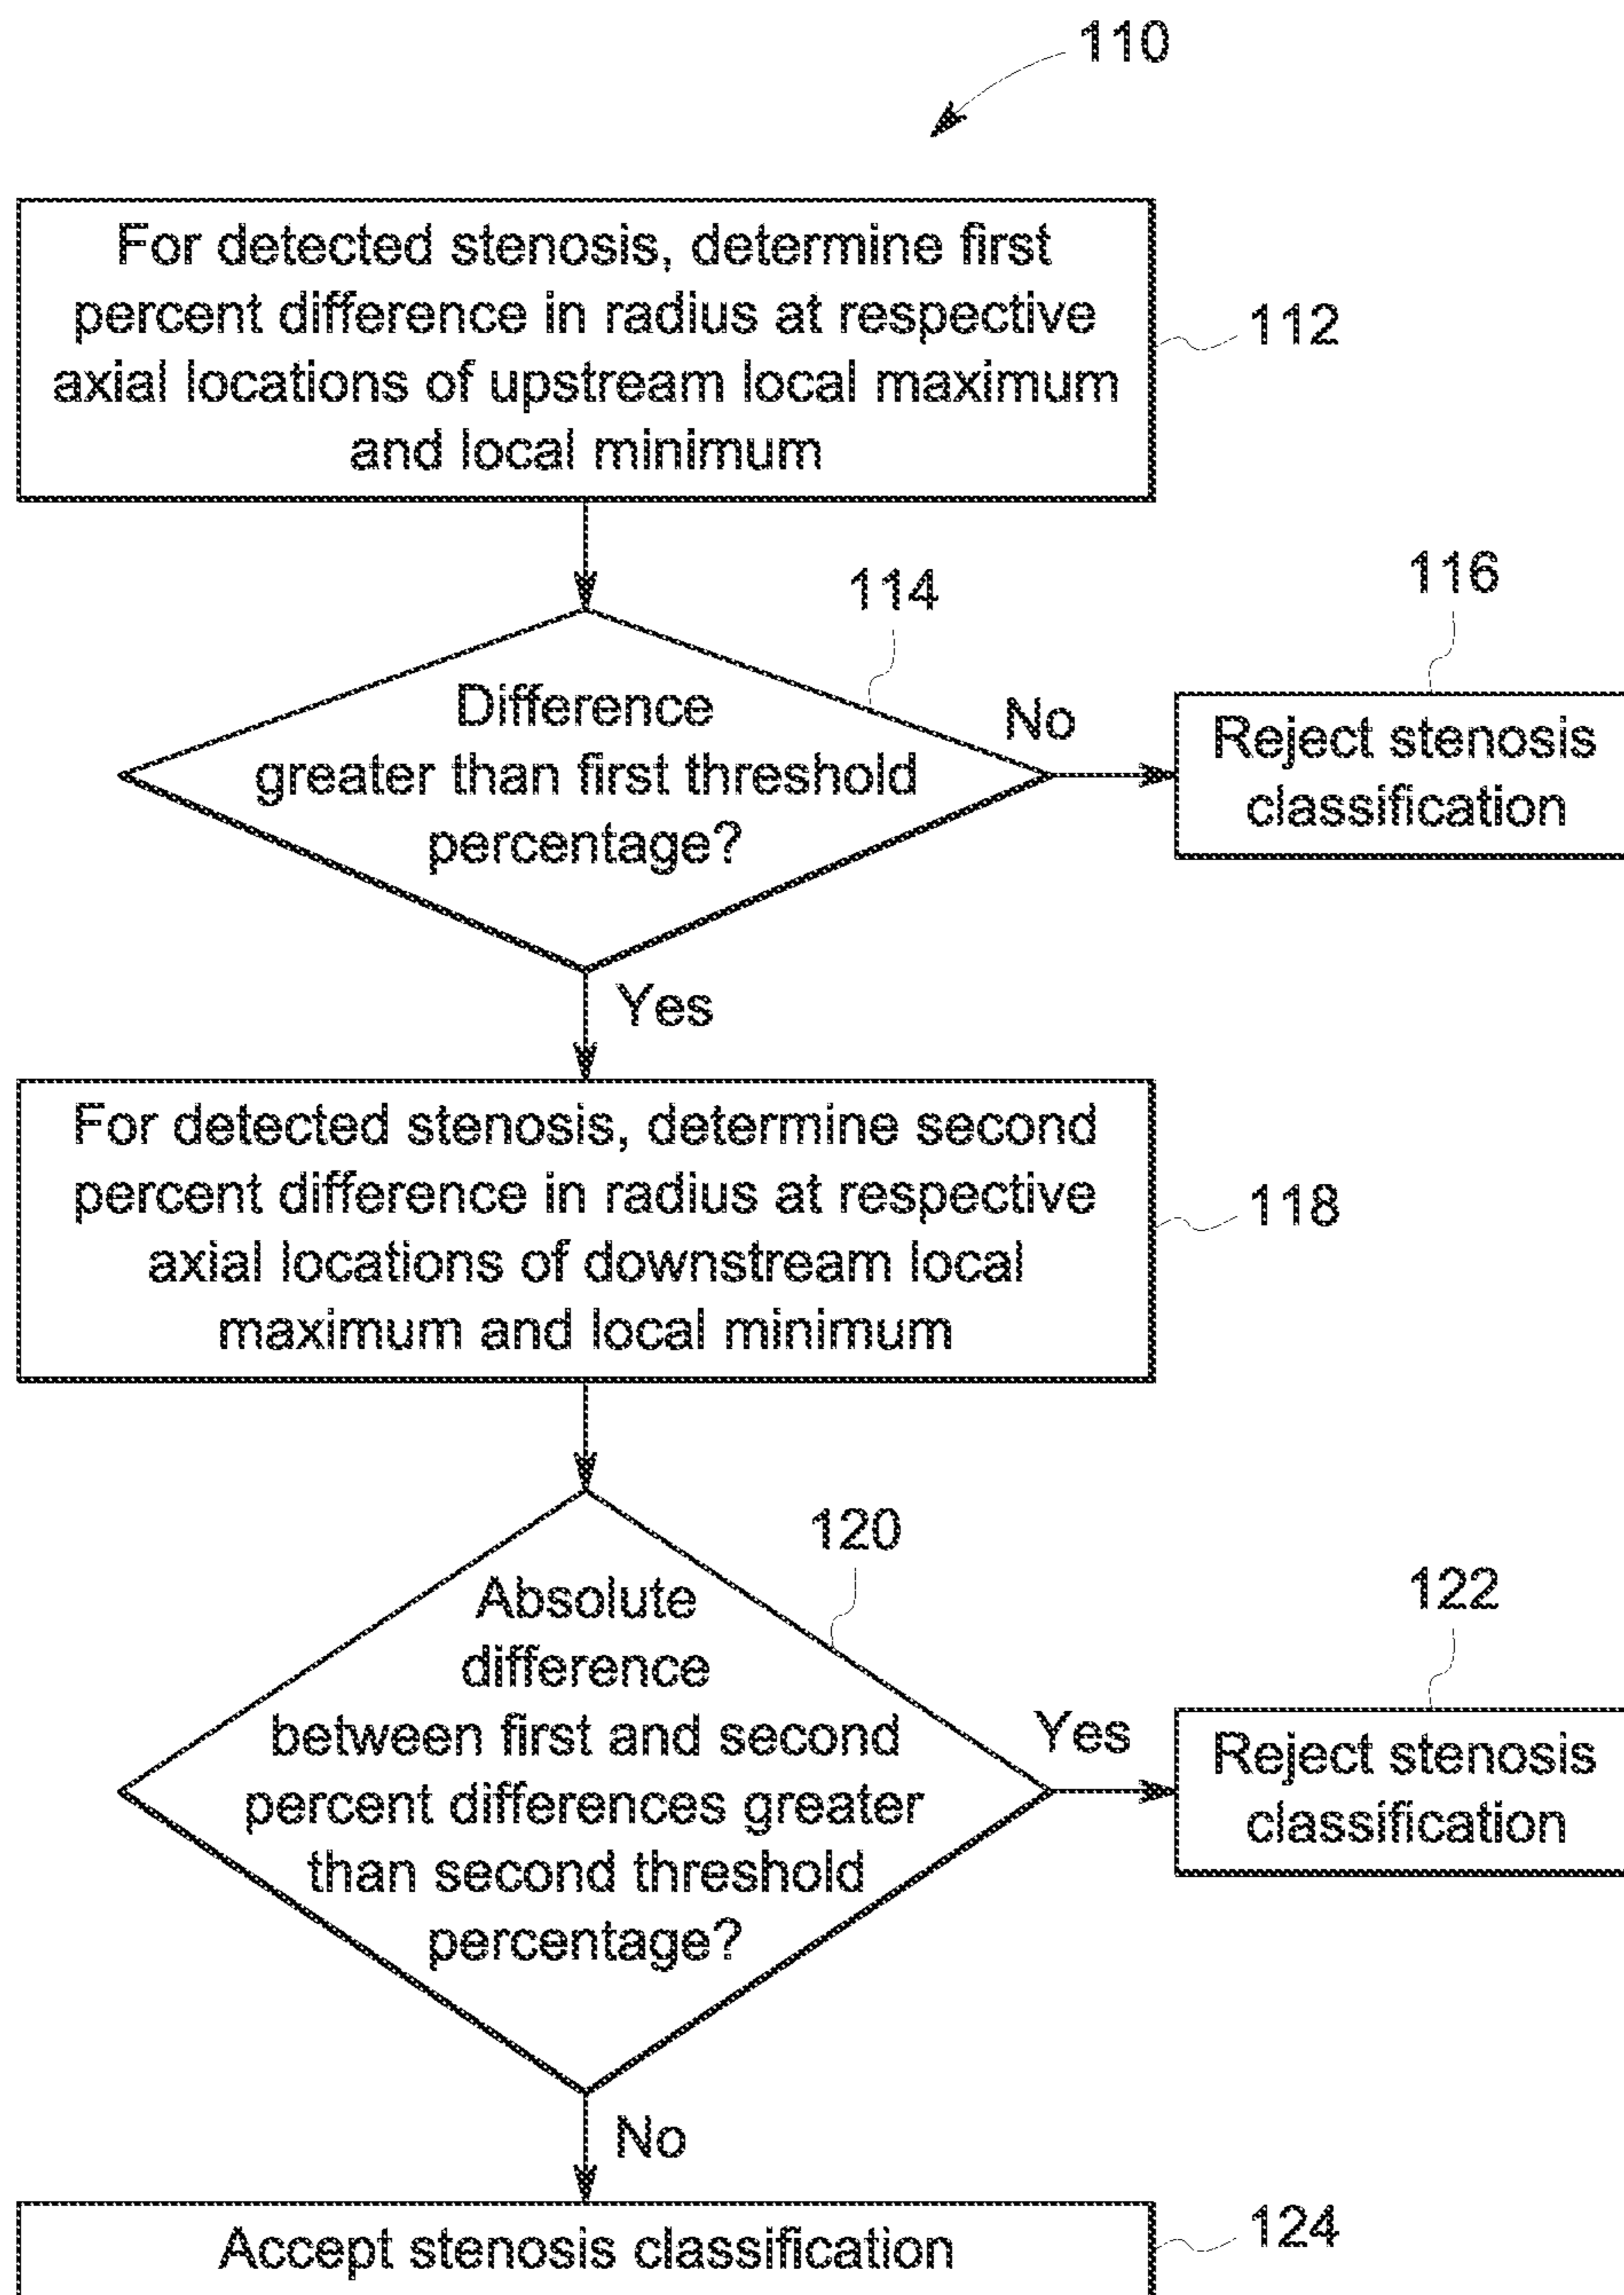 110
For detected stenosis, determine first
percent difference in radius at respective
axial locations of upstream local maximum
and local minimum
112
114
Difference
greater than first threshold
percentage?
No
116
Reject stenosis
classification
Yes
For detected stenosis, determine second
percent difference in radius at respective
axial locations of downstream local
maximum and local minimum
118
120
Absolute
difference
between first and second
percent differences greater
than second threshold
percentage?
Yes
122
Reject stenosis
classification
No
Accept stenosis classification
124